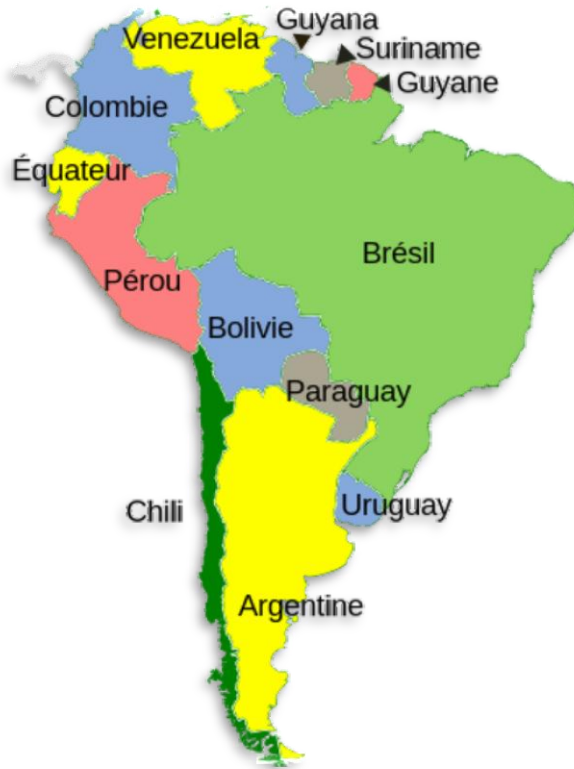 Guyana
Venezuela
Suriname
Guyane
Colombie
Équateur
Brésil
Pérou
Bolivie
Paraguay
Chili
Uruguay
Argentine